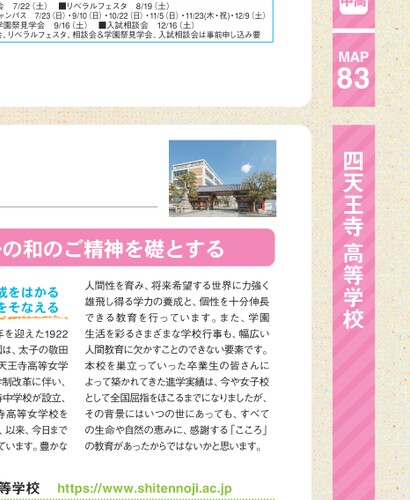 会　7/22（土）　■リベラルフェスタ　8/19（土）
ャンパス　7/23（日）・9/10（日）・10/22（日）・11/5（日）・11/23（木・祝）・12/9（土）
園祭見学会　9/16（土）　■入試相談会　12/16（土）
会、リベラルフェスタ、相談会&学園祭見学会、入試相談会は事前申し込み要
中高
MAP
83
四天王寺 高等学校
の和のご精神を礎とする
成をはかる
をそなえる
年を迎えた1922
園は、太子の敬田
天王寺高等女学
学制改革に伴い、
寺中学校が設立、
寺高等女学校を
、以来、今日まで
ています。豊かな
人間性を育み、将来希望する世界に力強く
雄飛し得る学力の養成と、個性を十分伸長
できる教育を行っています。また、学園
生活を彩るさまざまな学校行事も、幅広い
人間教育に欠かすことのできない要素です。
本校を巣立っていった卒業生の皆さんに
よって築かれてきた進学実績は、今や女子校
として全国屈指をほこるまでになりましたが、
その背景にはいつの世にあっても、すべて
の生命や自然の恵みに、感謝する「こころ」
の教育があったからではないかと思います。
等学校　https://www.shitennoji.ac.jp